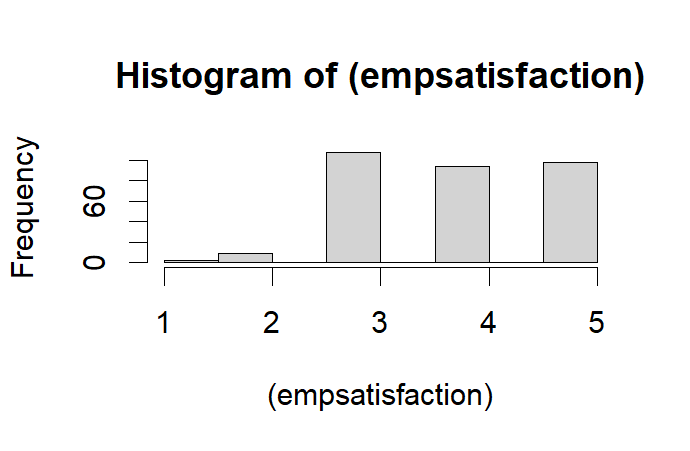 Histogram of (empsatisfaction)
Frequency
60
0
1 2 3 4 5
(empsatisfaction)